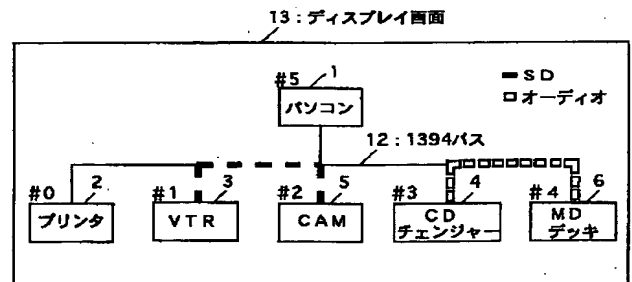 13:ディスプレイ画面
#5 1
パソコン
SD
オーディオ
12:1394バス
#0 2
プリンタ
#1 3
VTR
#2 5
CAM
#3 4
CD
チェンジャー
#4 6
MD
デッキ